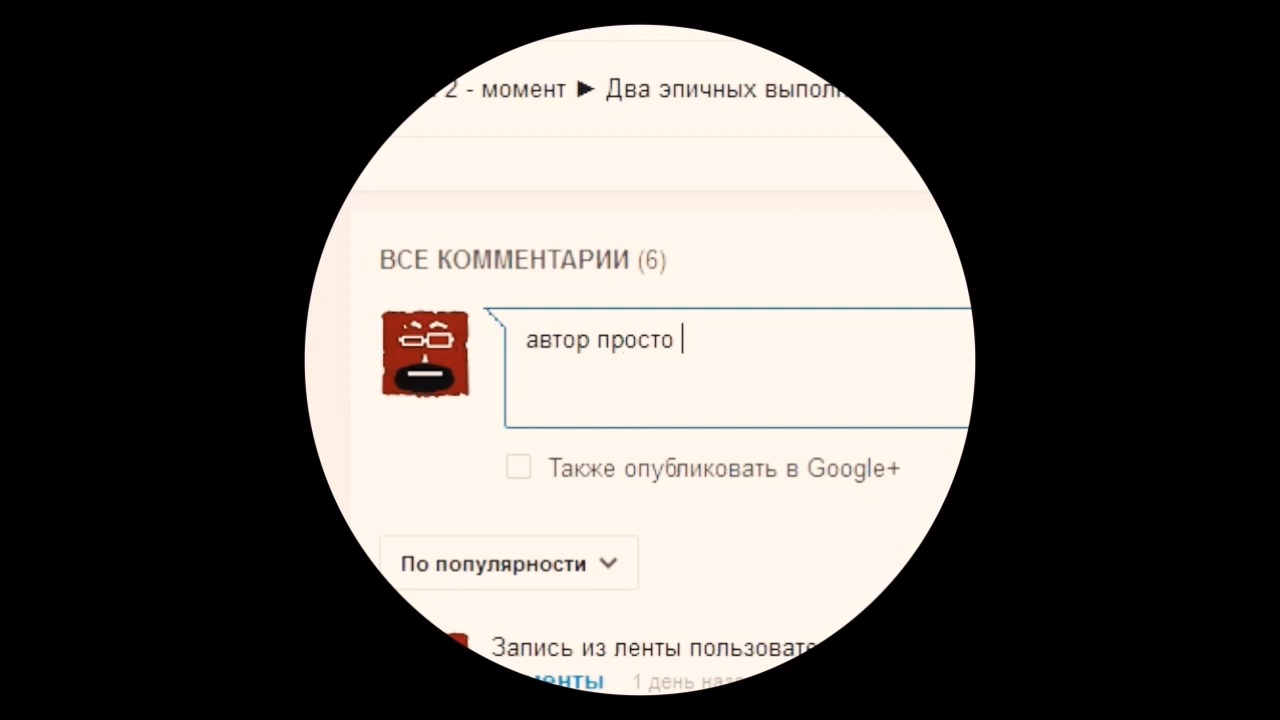 2 - момент ► Два эпичных
ВСЕ КОММЕНТАРИИ (6)
автор просто
Также опубликовать в Google+
По популярности
Запись из ленты
1 день